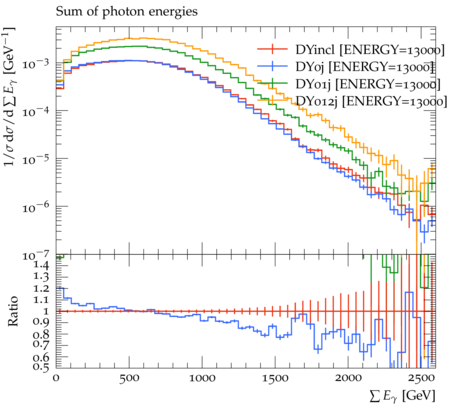 Sum of photon energies
1/σ dσ/d∑Eγ [GeV⁻¹]
10⁻³
10⁻⁴
10⁻⁵
10⁻⁶
10⁻⁷
DYincl [ENERGY=13000]
DY0j [ENERGY=13000]
DY01j [ENERGY=13000]
DY012j [ENERGY=13000]
Ratio
1.4
1.3
1.2
1.1
1
0.9
0.8
0.7
0.6
0.5
0 500 1000 1500 2000 2500
∑Eγ [GeV]